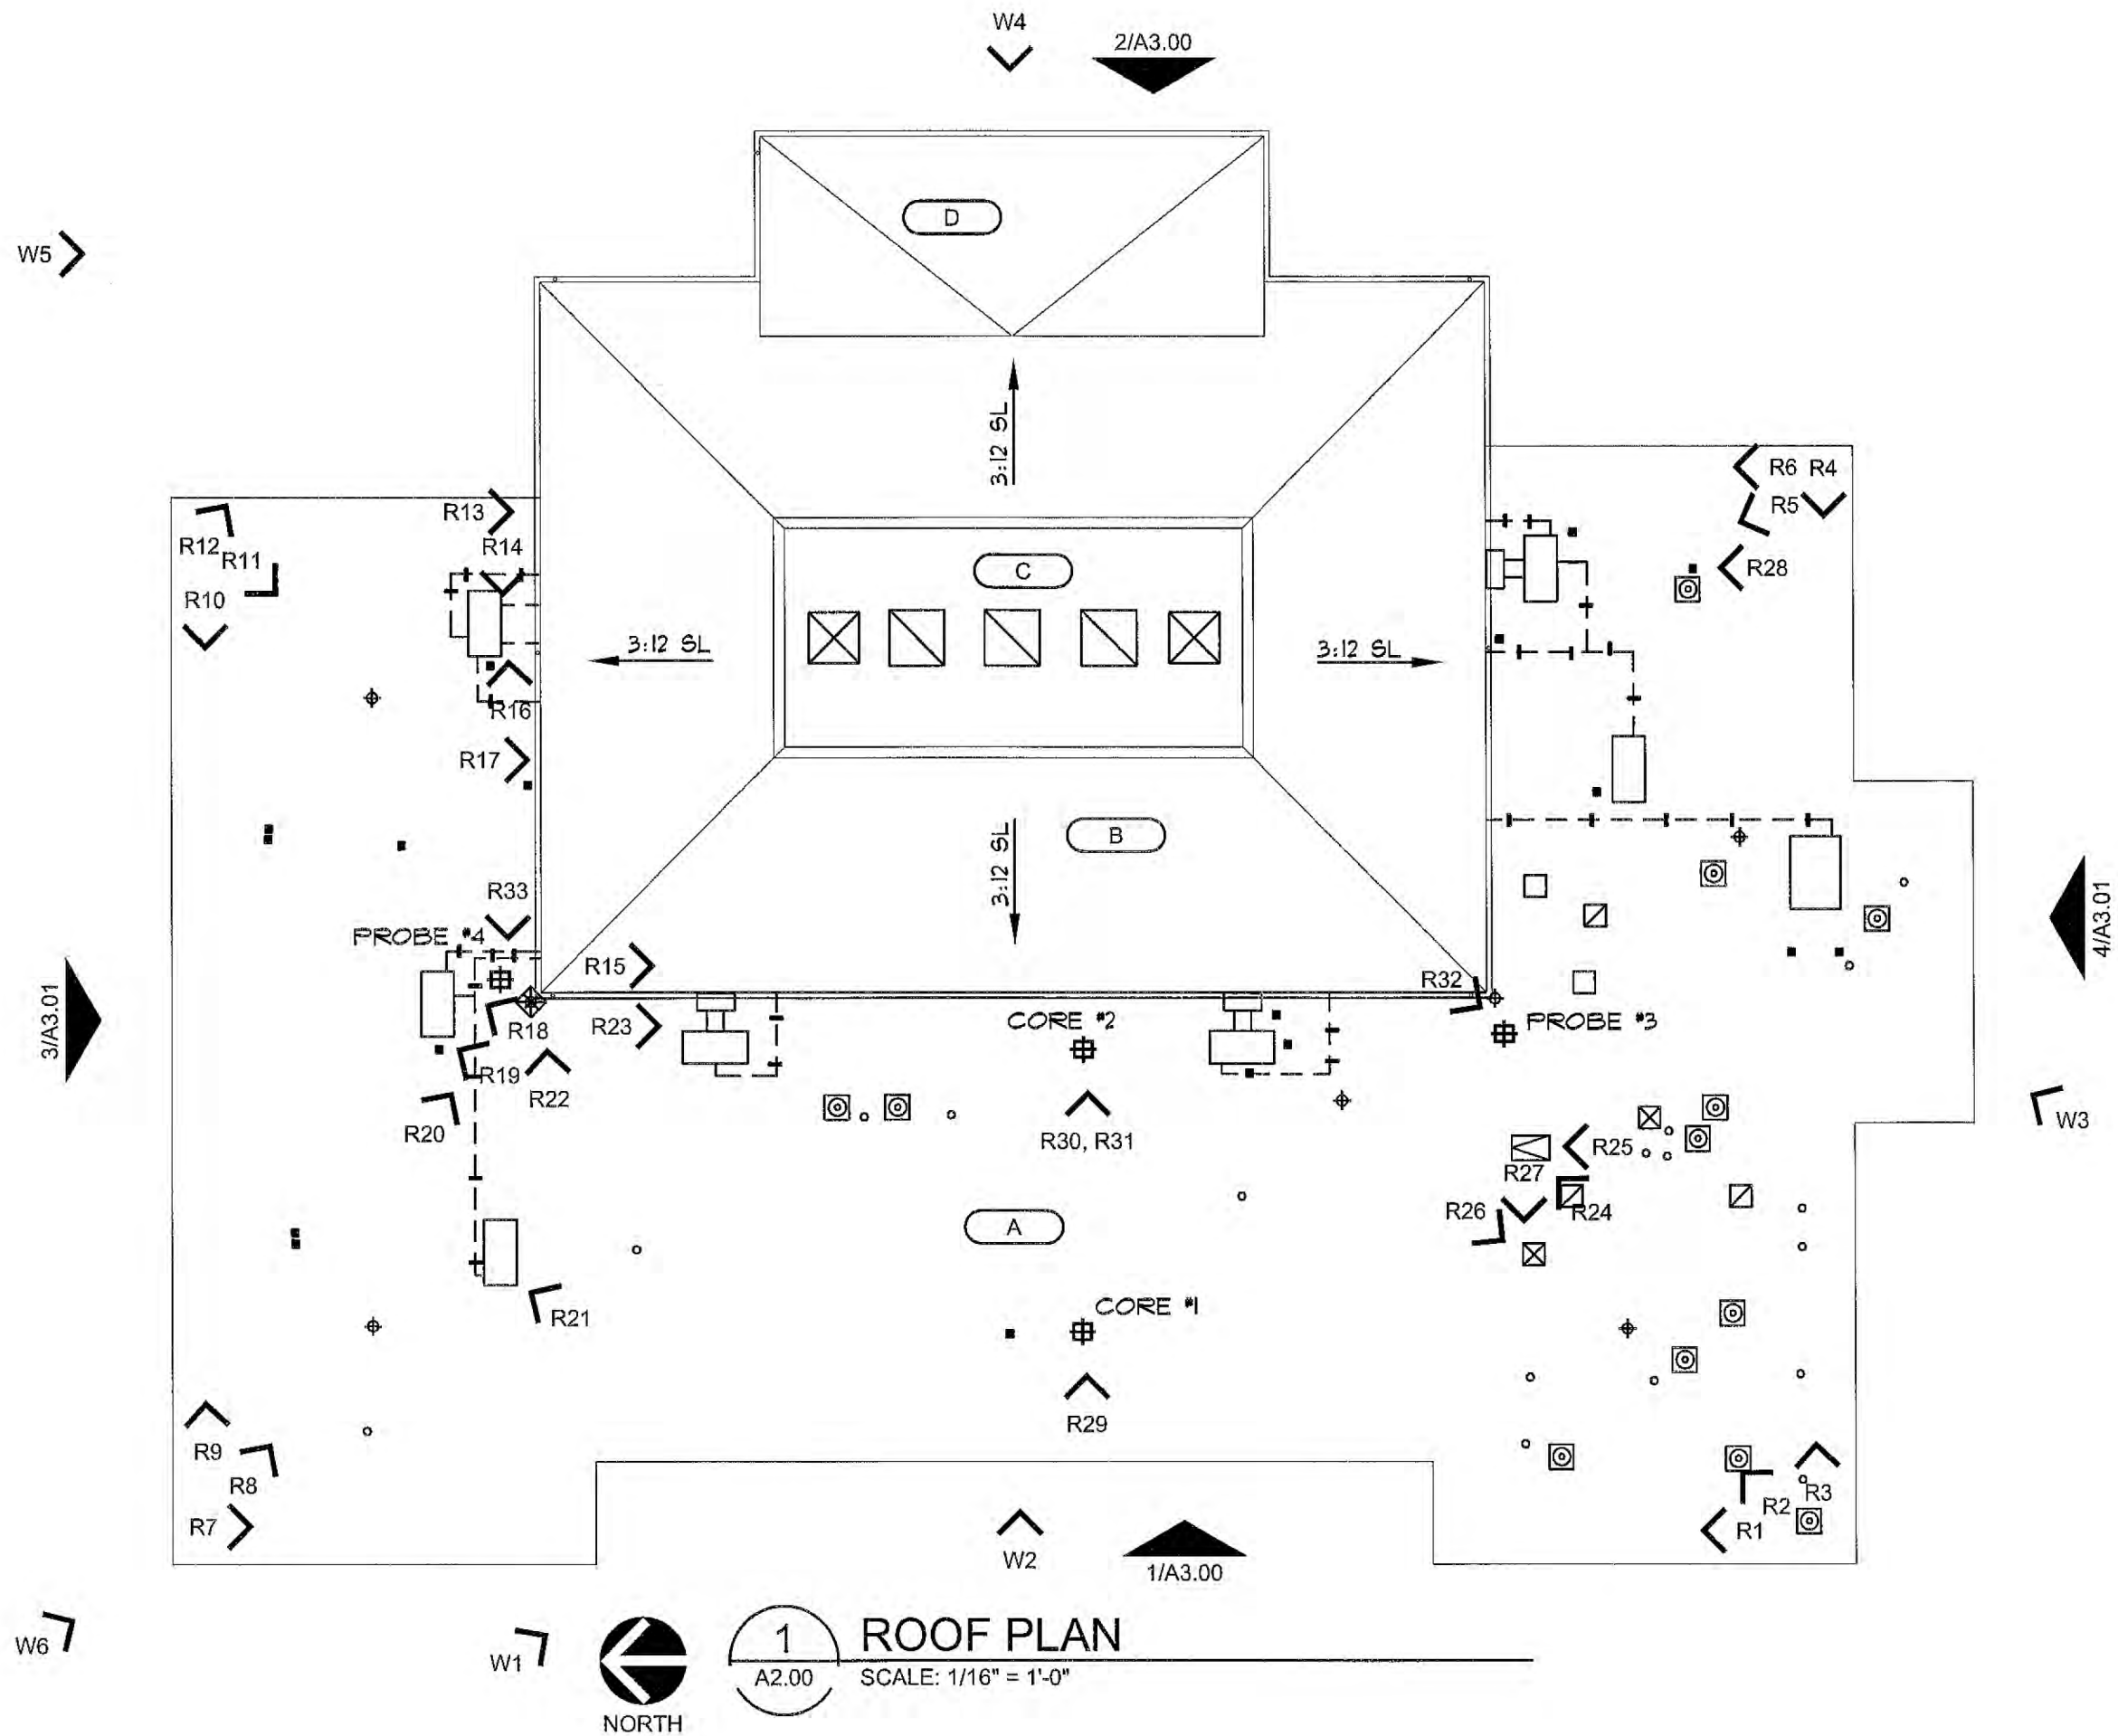 W4
2/A3.00
D
W5
3:12 SL
R6 R4
R5
R13
R12
R14
R11
R28
C
R10
3:12 SL
3:12 SL
R16
R17
B
3:12 SL
R33
PROBE #4
4/A3.01
R15
R32
3/A3.01
R18
R23
CORE #2
PROBE #3
R19
R22
R20
R30, R31
W3
R25
R27
R26
R24
A
CORE #1
R21
R29
R9
R8
R3
R2
R7
R1
W2
1/A3.00
W6
W1
NORTH
1
A2.00
ROOF PLAN
SCALE: 1/16" = 1'-0"